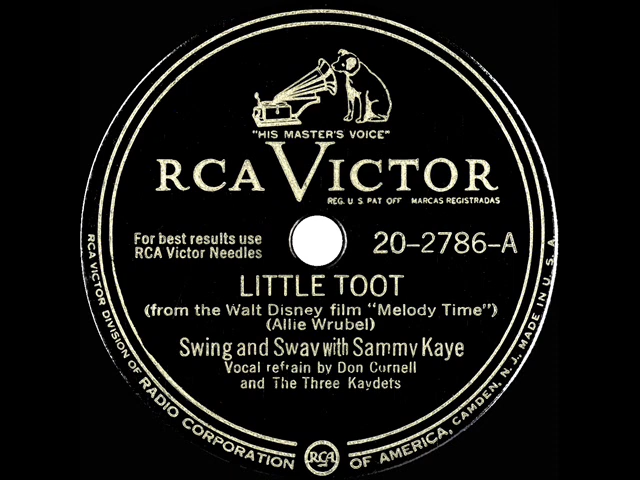 "HIS MASTER'S VOICE"
RCA VICTOR
REG. U S PAT OFF MARCAS REGISTRADAS
For best results use
RCA Victor Needles
20-2786-A
LITTLE TOOT
(from the Walt Disney film "Melody Time")
(Allie Wrubel)
Swing and Sway with Sammy Kaye
Vocal refrain by Don Cornell
and The Three Kaydets
RCA VICTOR DIVISION OF RADIO CORPORATION OF AMERICA, CAMDEN, N. J., MADE IN U. S. A.
RCA